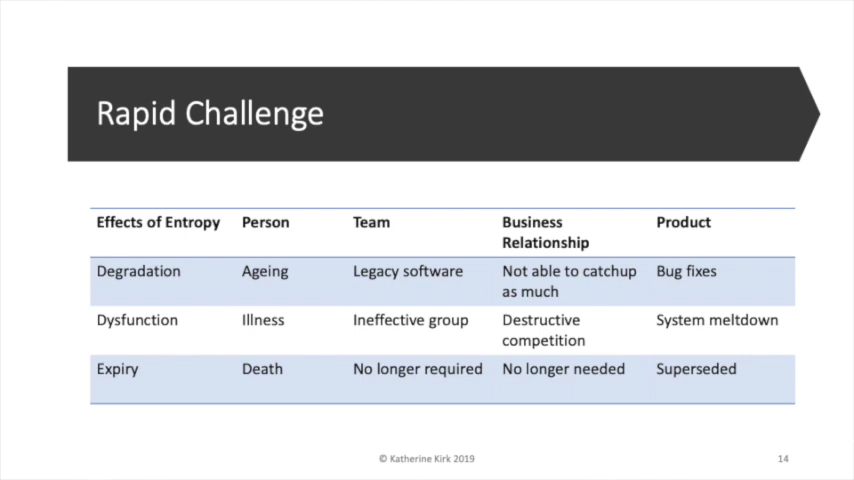 Rapid Challenge
Effects of Entropy Person Team Business Relationship Product
Degradation Ageing Legacy software Not able to catchup as much Bug fixes
Dysfunction Illness Ineffective group Destructive competition System meltdown
Expiry Death No longer required No longer needed Superseded
© Katherine Kirk 2019 14